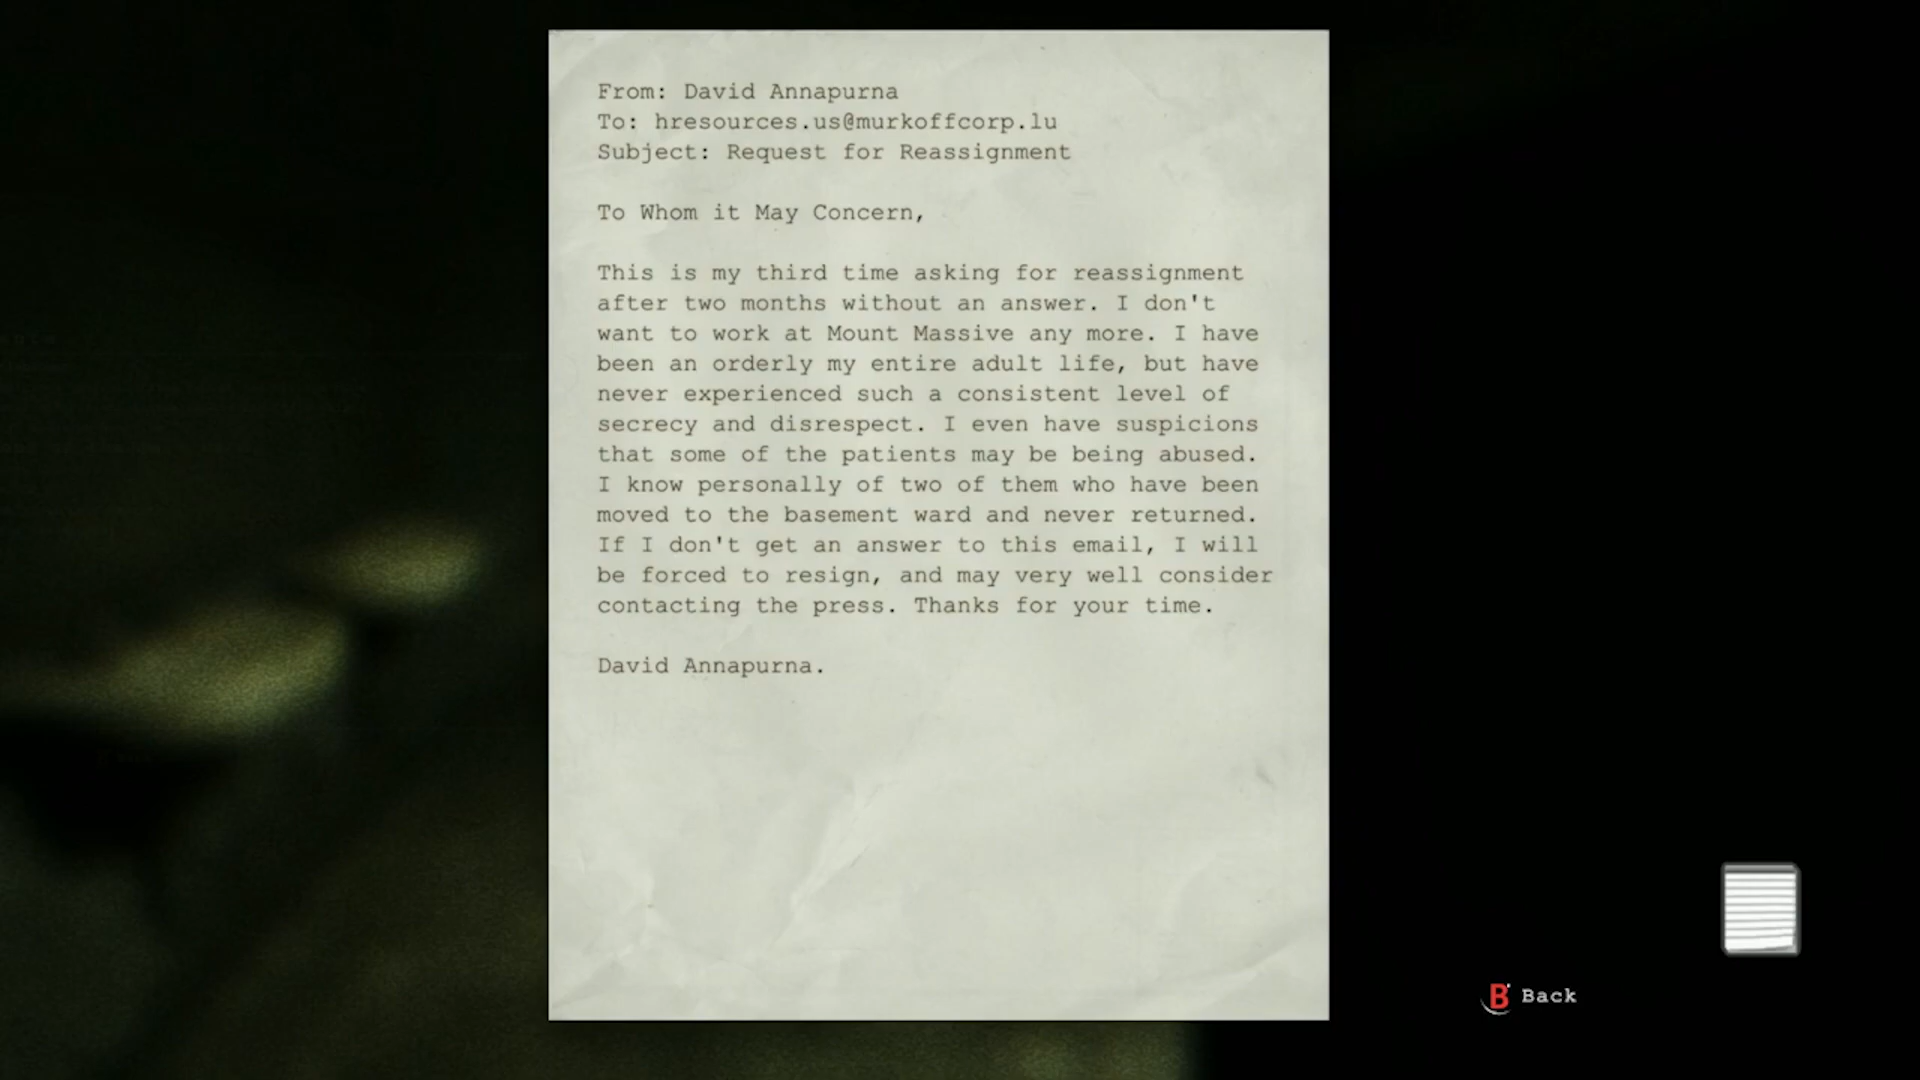 From: David Annapurna
To: hresources.us@murkoffcorp.lu
Subject: Request for Reassignment
To Whom it May Concern,
This is my third time asking for reassignment
after two months without an answer. I don't
want to work at Mount Massive any more. I have
been an orderly my entire adult life, but have
never experienced such a consistent level of
secrecy and disrespect. I even have suspicions
that some of the patients may be being abused.
I know personally of two of them who have been
moved to the basement ward and never returned.
If I don't get an answer to this email, I will
be forced to resign, and may very well consider
contacting the press. Thanks for your time.
David Annapurna.
B Back